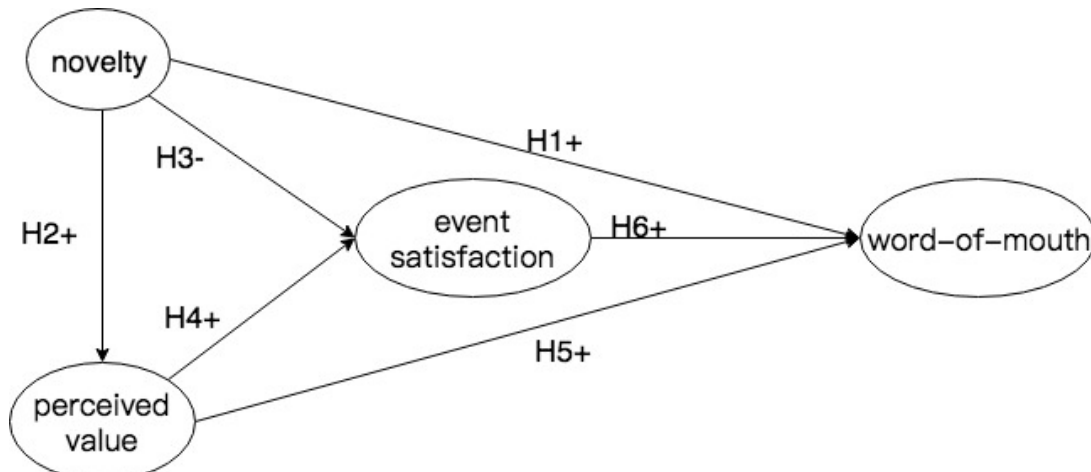 novelty
H1+
H3-
H2+
event
satisfaction
H6+
word-of-mouth
H4+
H5+
perceived
value